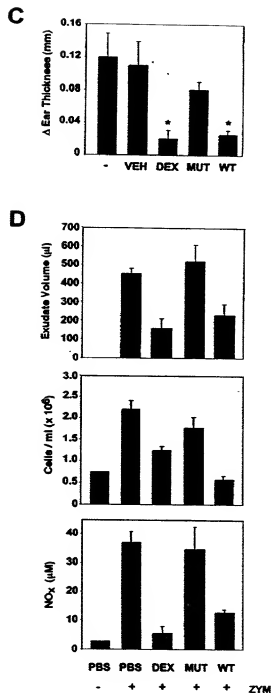 C
Δ Ear Thickness (mm)
0.16
0.12
0.08
0.04
0
* *
- VEH DEX MUT WT
D
Exudate Volume (μl)
700
600
500
400
300
200
100
0
Cells / ml (x 10⁶)
3.0
2.5
2.0
1.5
1.0
0.5
0
NOx (μM)
40
30
20
10
0
PBS PBS DEX MUT WT
- + + + + ZYM